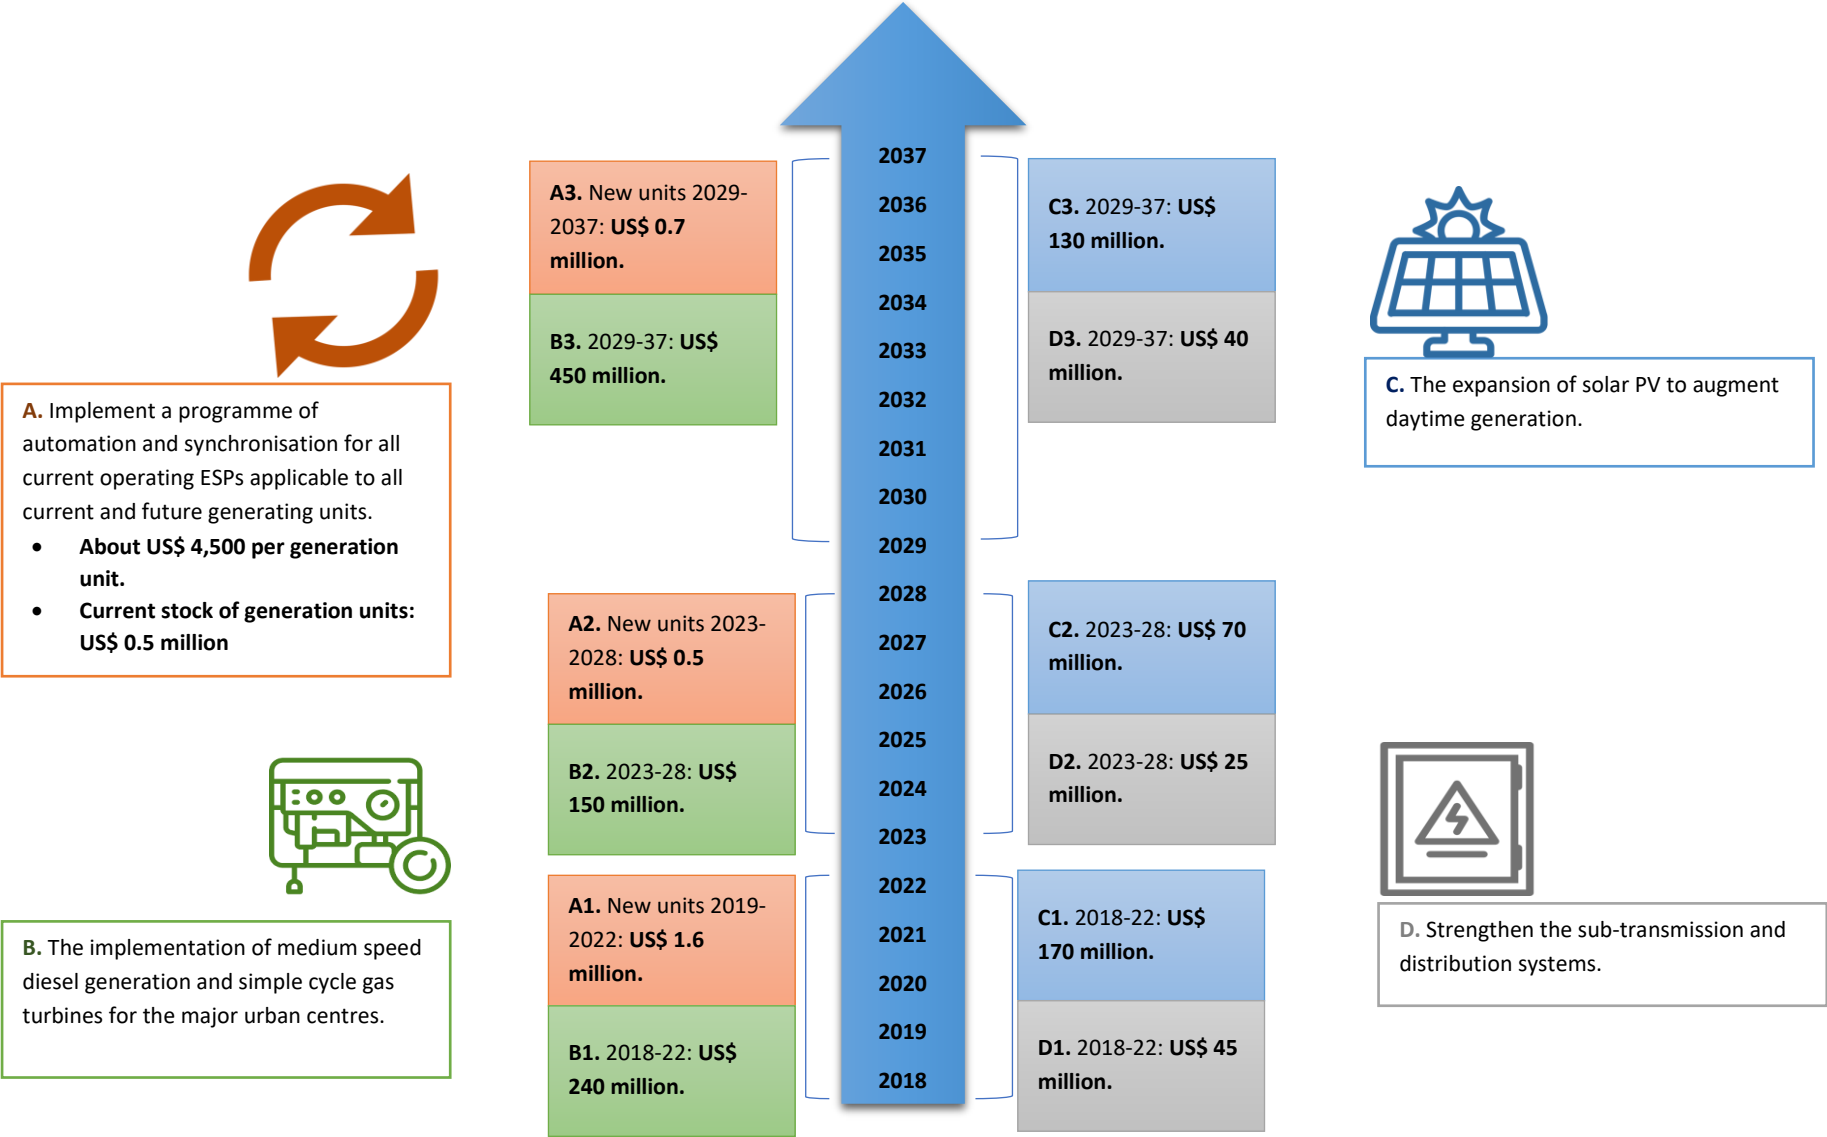 2037
2036
2035
2034
2033
2032
2031
2030
2029
2028
2027
2026
2025
2024
2023
2022
2021
2020
2019
2018
A. Implement a programme of
automation and synchronisation for all
current operating ESPs applicable to all
current and future generating units.
• About US$ 4,500 per generation
unit.
• Current stock of generation units:
US$ 0.5 million
B. The implementation of medium speed
diesel generation and simple cycle gas
turbines for the major urban centres.
A3. New units 2029-
2037: US$ 0.7
million.
B3. 2029-37: US$
450 million.
A2. New units 2023-
2028: US$ 0.5
million.
B2. 2023-28: US$
150 million.
A1. New units 2019-
2022: US$ 1.6
million.
B1. 2018-22: US$
240 million.
C3. 2029-37: US$
130 million.
D3. 2029-37: US$ 40
million.
C2. 2023-28: US$ 70
million.
D2. 2023-28: US$ 25
million.
C1. 2018-22: US$
170 million.
D1. 2018-22: US$ 45
million.
C. The expansion of solar PV to augment
daytime generation.
D. Strengthen the sub-transmission and
distribution systems.